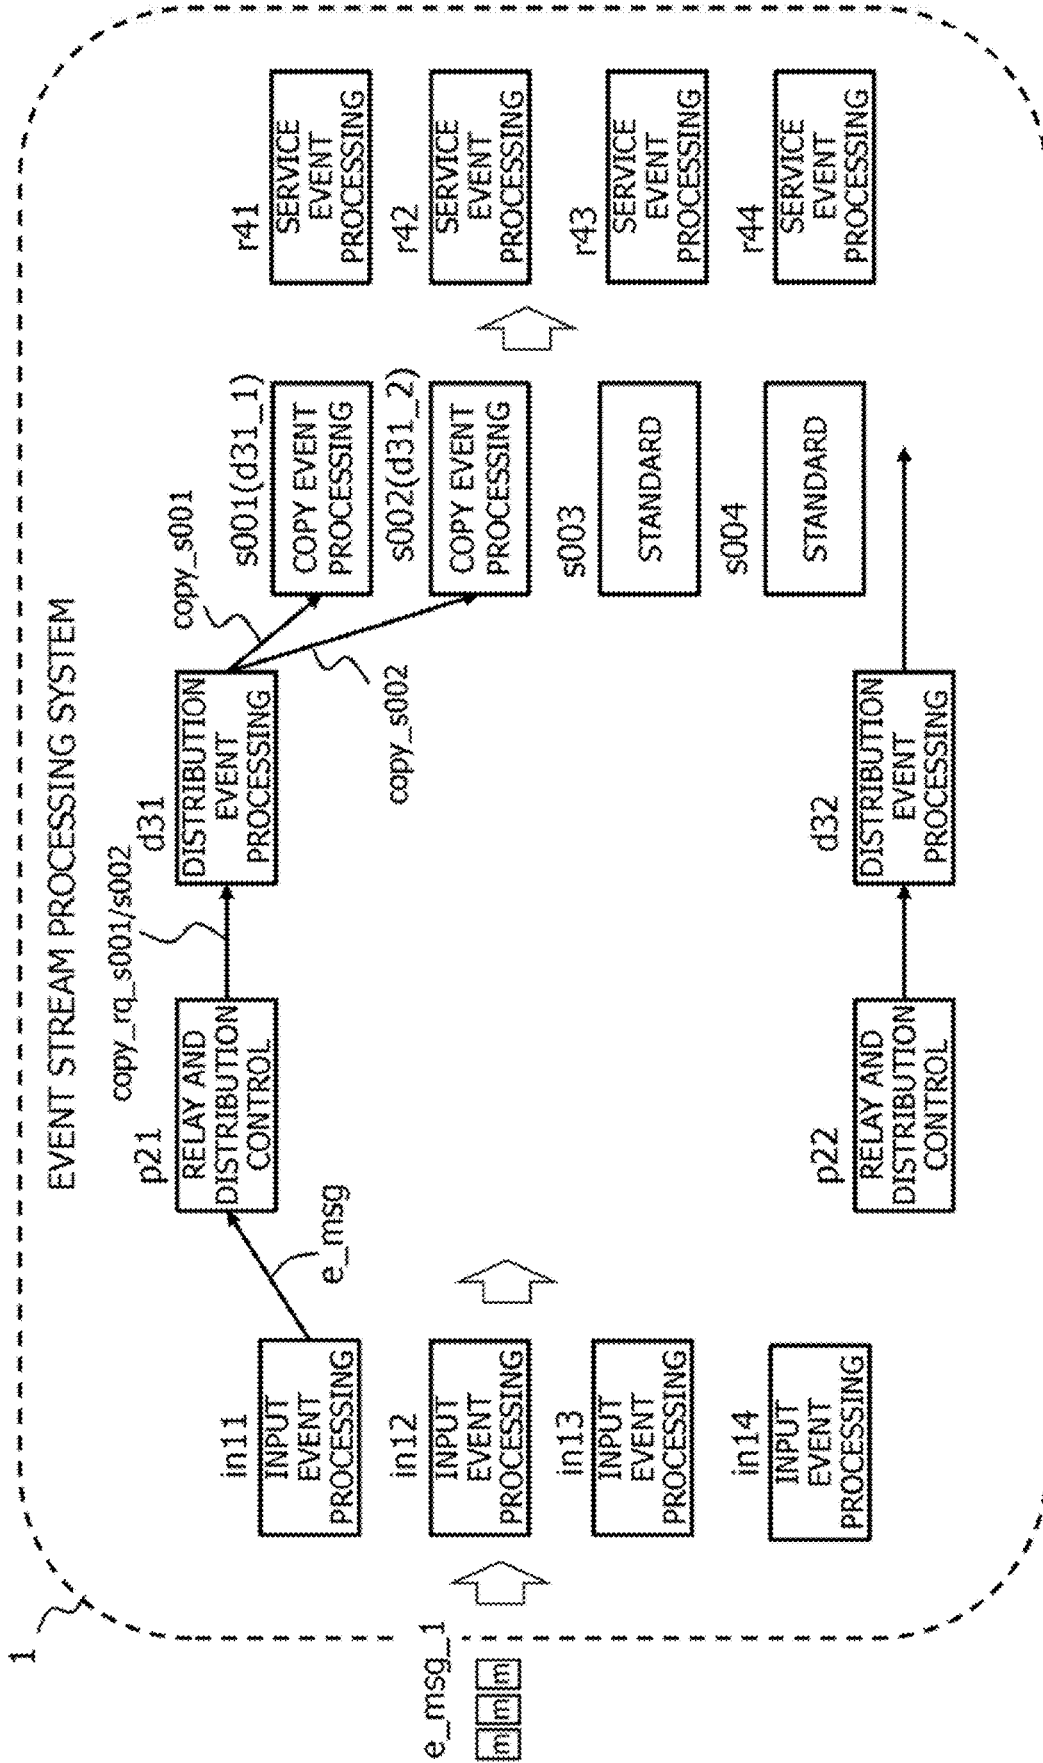 1
EVENT STREAM PROCESSING SYSTEM
e_msg_1
m m m
in11
INPUT
EVENT
PROCESSING
in12
INPUT
EVENT
PROCESSING
in13
INPUT
EVENT
PROCESSING
in14
INPUT
EVENT
PROCESSING
e_msg
p21
RELAY AND
DISTRIBUTION
CONTROL
p22
RELAY AND
DISTRIBUTION
CONTROL
copy_rq_s001/s002
d31
DISTRIBUTION
EVENT
PROCESSING
d32
DISTRIBUTION
EVENT
PROCESSING
copy_s001
copy_s002
s001(d31_1)
COPY EVENT
PROCESSING
s002(d31_2)
COPY EVENT
PROCESSING
s003
STANDARD
s004
STANDARD
r41
SERVICE
EVENT
PROCESSING
r42
SERVICE
EVENT
PROCESSING
r43
SERVICE
EVENT
PROCESSING
r44
SERVICE
EVENT
PROCESSING